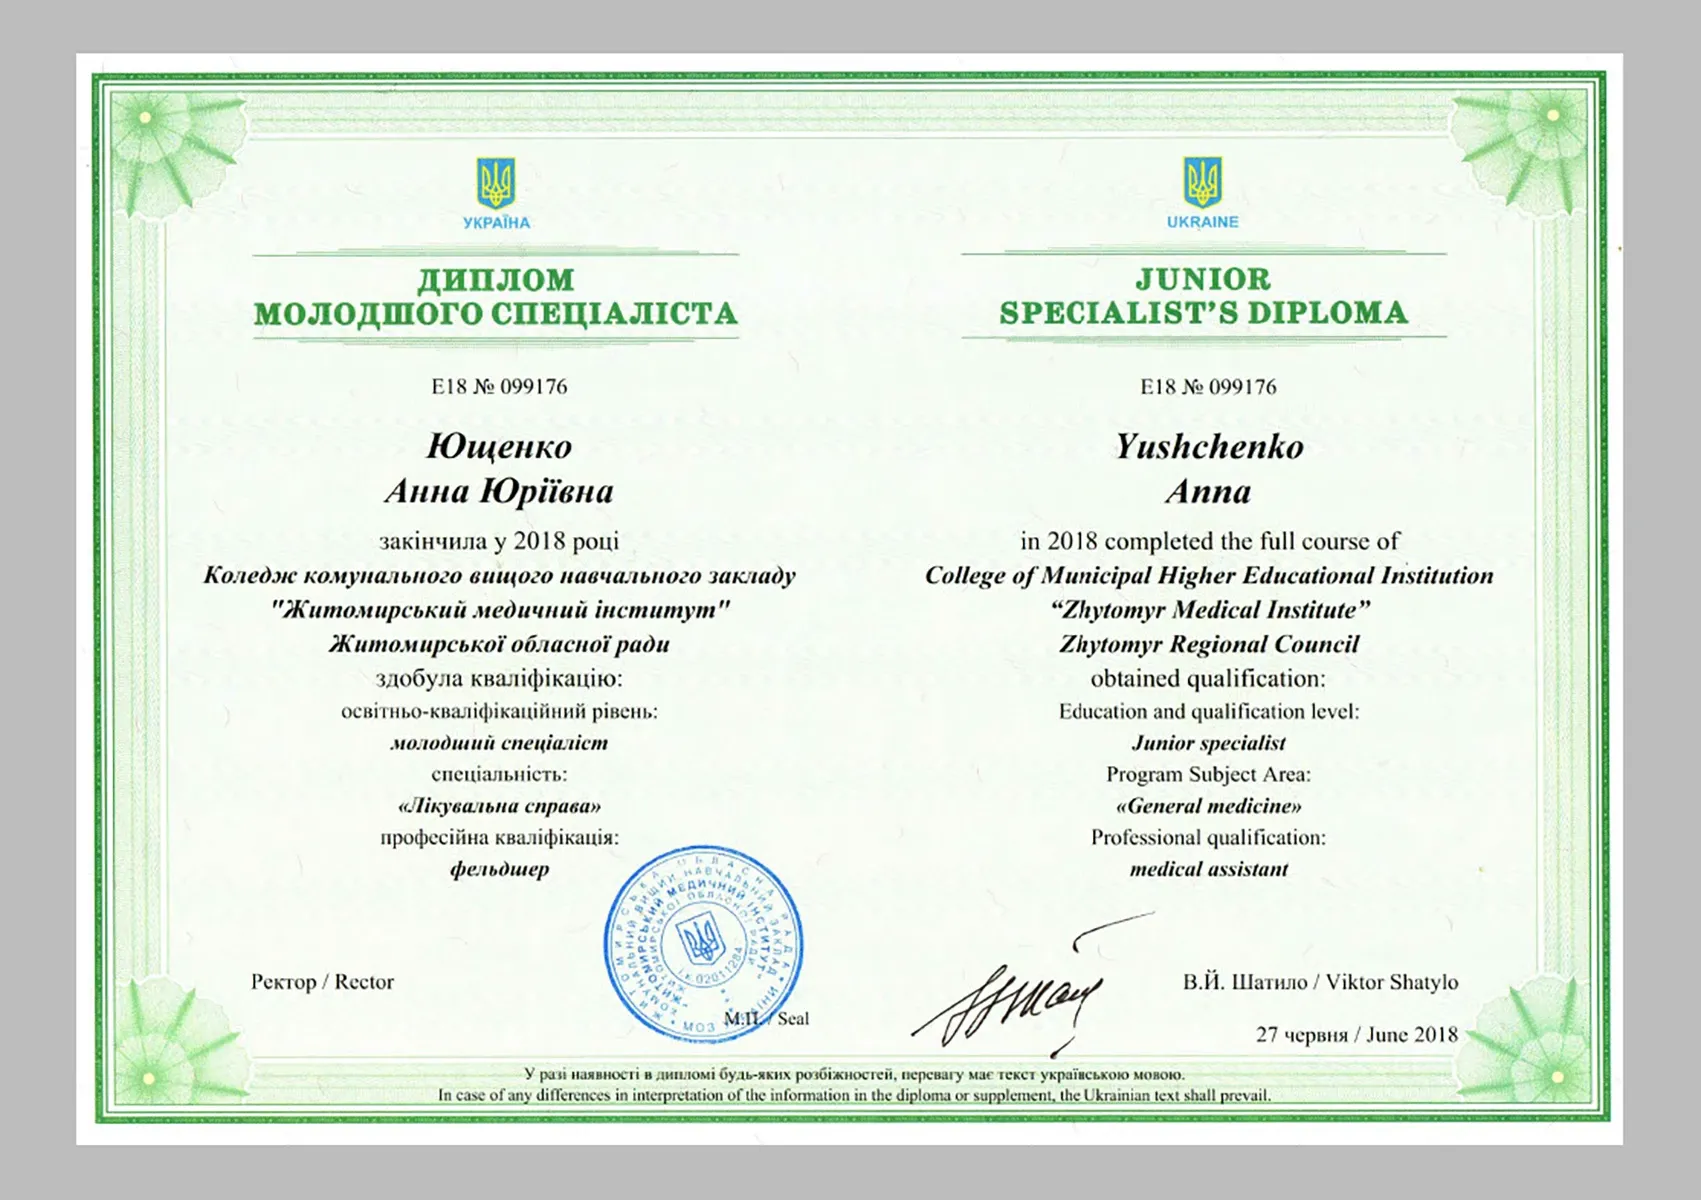 УКРАЇНА
ДИПЛОМ
МОЛОДШОГО СПЕЦІАЛІСТА
Е18 № 099176
Ющенко
Анна Юріївна
закінчила у 2018 році
Коледж комунального вищого навчального закладу
"Житомирський медичний інститут"
Житомирської обласної ради
здобула кваліфікацію:
освітньо-кваліфікаційний рівень:
молодший спеціаліст
спеціальність:
«Лікувальна справа»
професійна кваліфікація:
фельдшер
UKRAINE
JUNIOR
SPECIALIST'S DIPLOMA
E18 № 099176
Yushchenko
Anna
in 2018 completed the full course of
College of Municipal Higher Educational Institution
“Zhytomyr Medical Institute”
Zhytomyr Regional Council
obtained qualification:
Education and qualification level:
Junior specialist
Program Subject Area:
«General medicine»
Professional qualification:
medical assistant
Ректор / Rector
М.П. / Seal
В.Й. Шатило / Viktor Shatylo
27 червня / June 2018
У разі наявності в дипломі будь-яких розбіжностей, перевагу має текст українською мовою.
In case of any differences in interpretation of the information in the diploma or supplement, the Ukrainian text shall prevail.